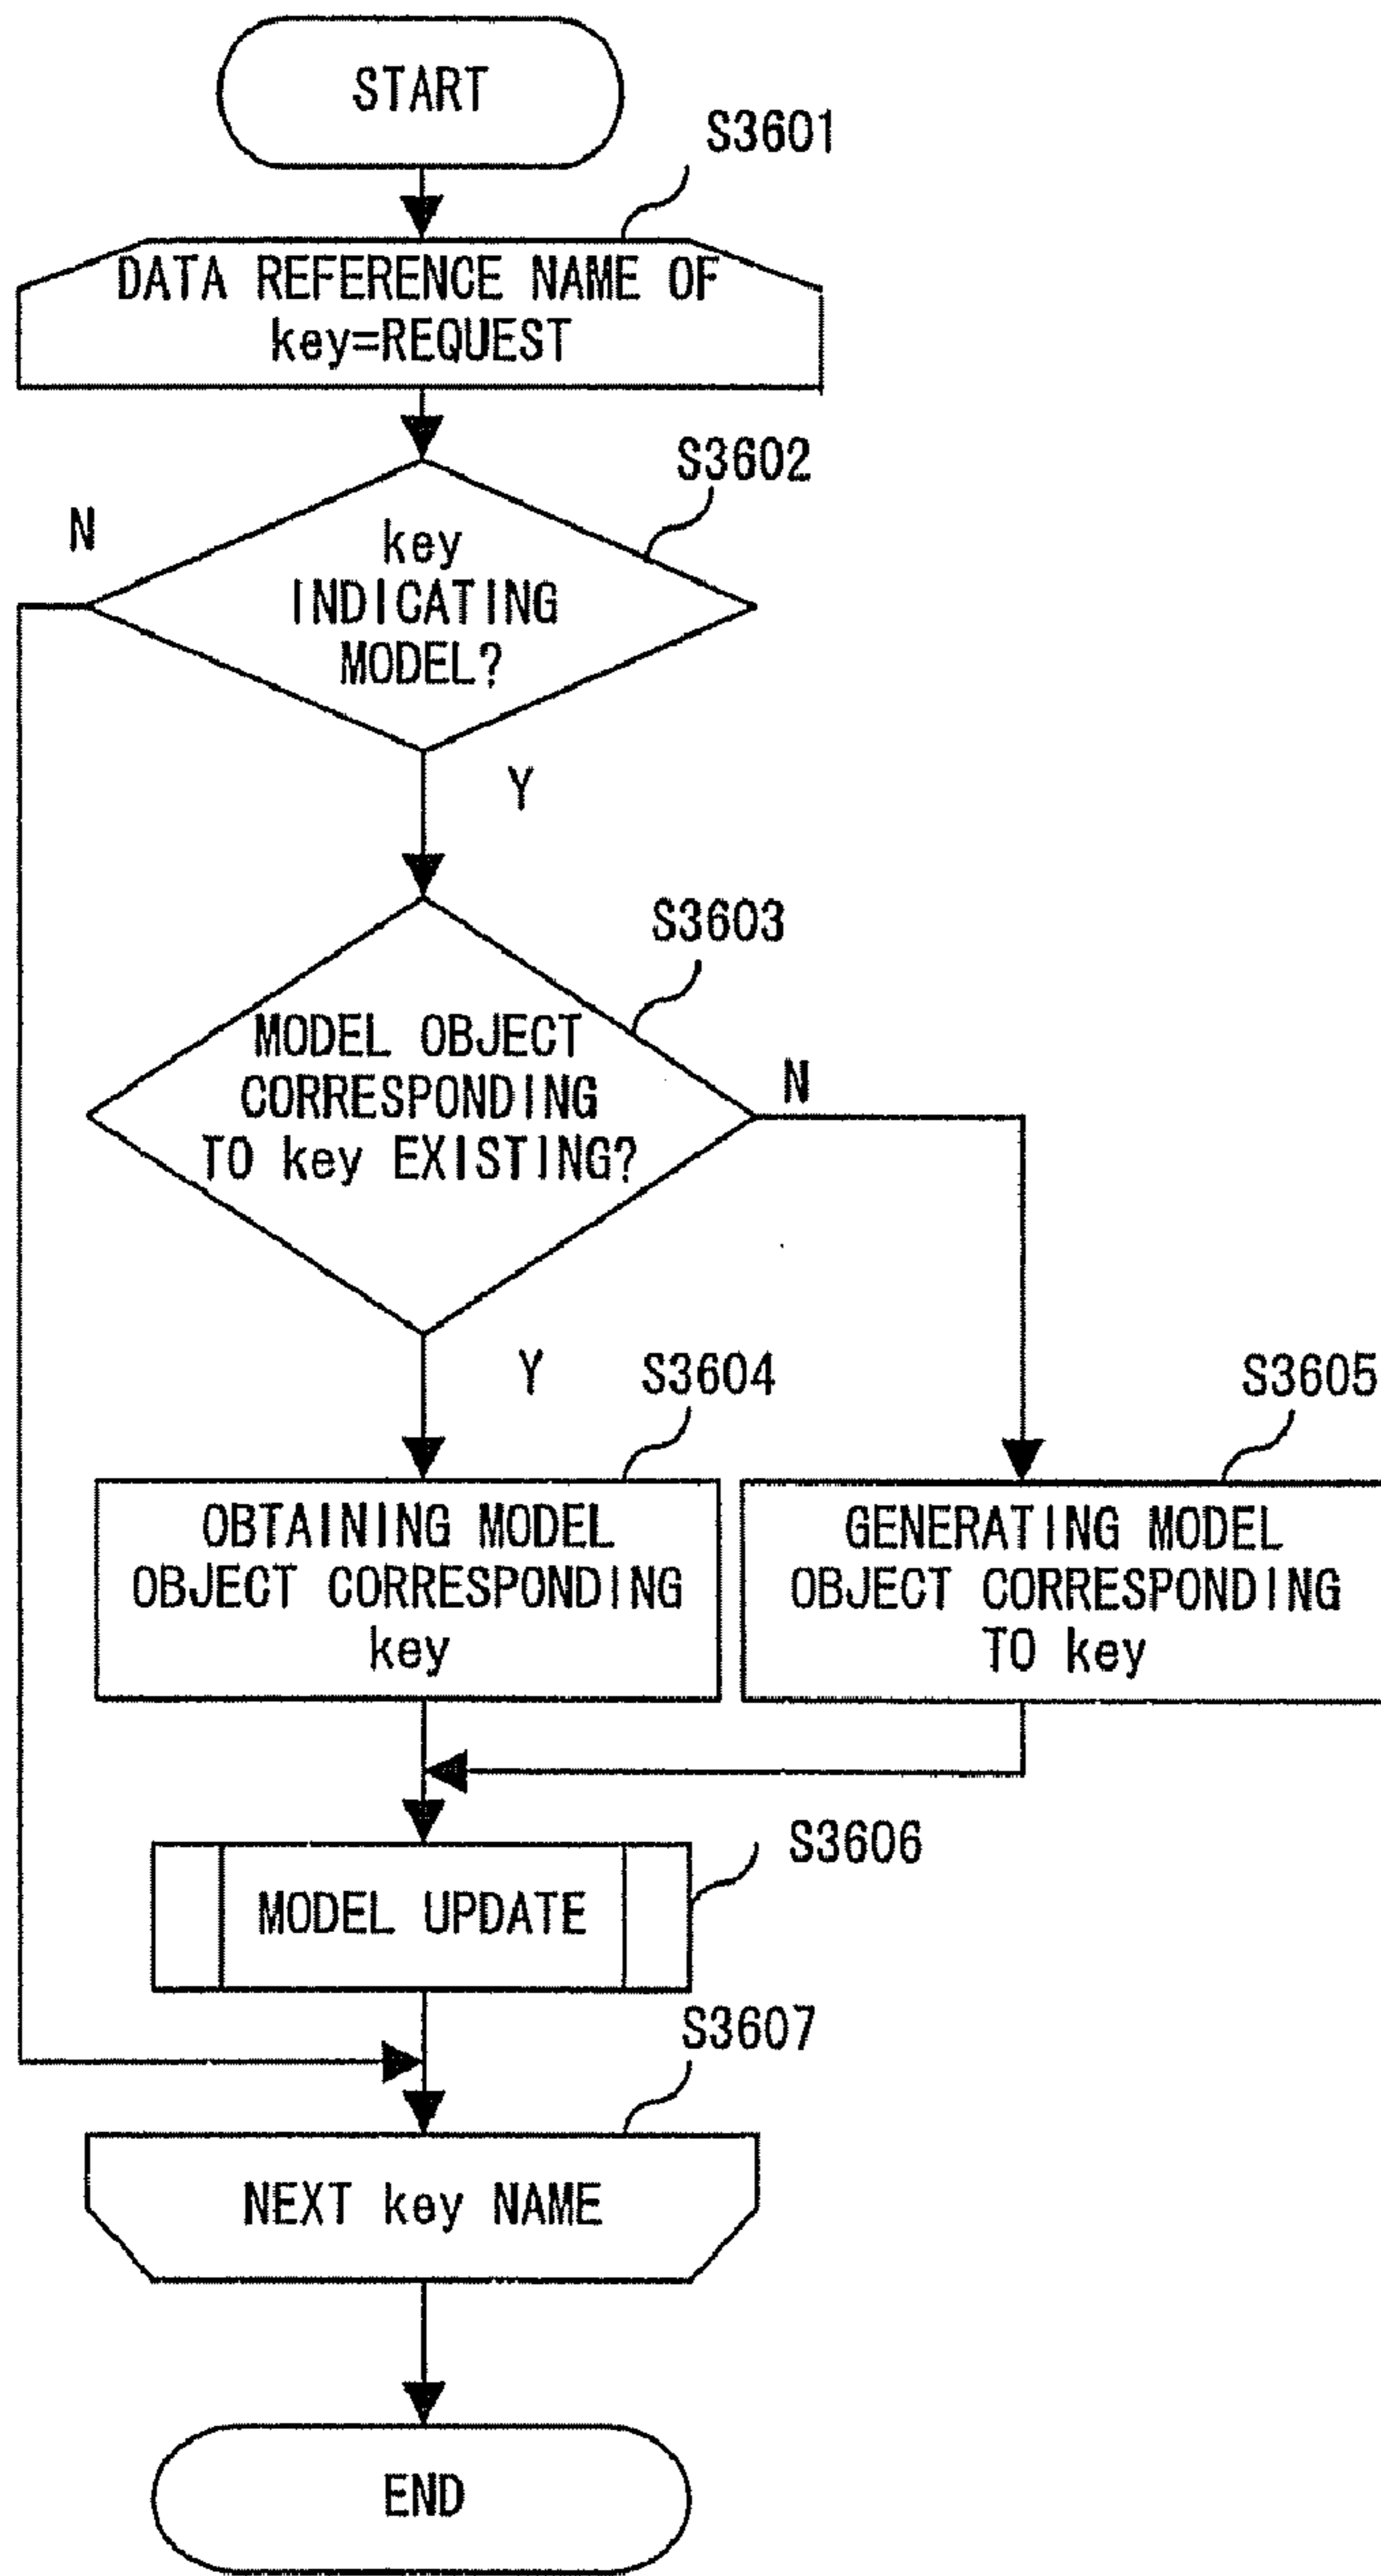 START
S3601
DATA REFERENCE NAME OF
key=REQUEST
S3602
N
key
INDICATING
MODEL?
Y
S3603
MODEL OBJECT
CORRESPONDING
TO key EXISTING?
N
Y
S3604
S3605
OBTAINING MODEL
OBJECT CORRESPONDING
key
GENERATING MODEL
OBJECT CORRESPONDING
TO key
S3606
MODEL UPDATE
S3607
NEXT key NAME
END